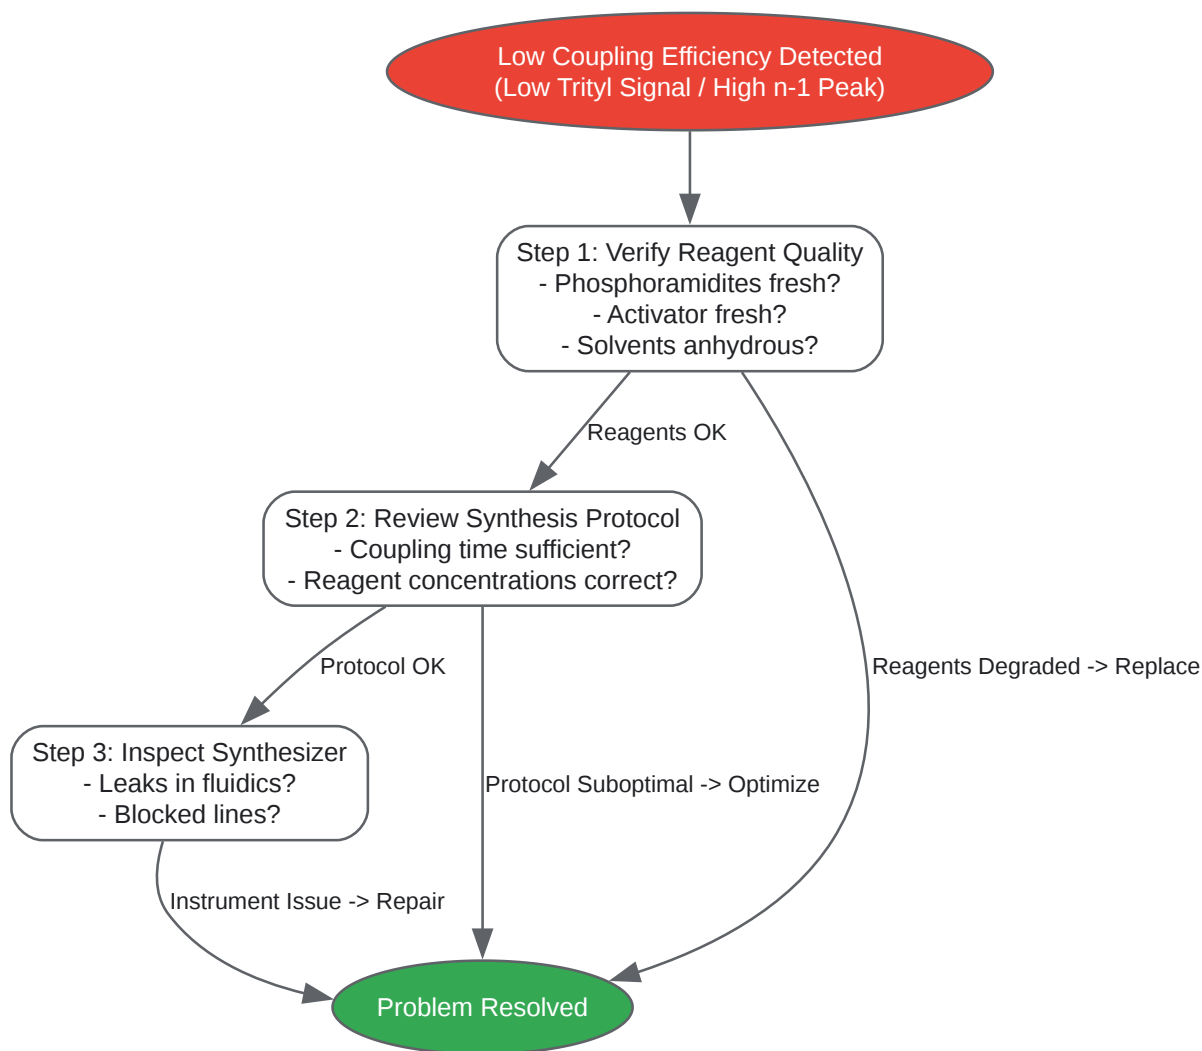 Low Coupling Efficiency Detected
(Low Trityl Signal / High n-1 Peak)
Step 1: Verify Reagent Quality
- Phosphoramidites fresh?
- Activator fresh?
- Solvents anhydrous?
Reagents OK
Step 2: Review Synthesis Protocol
- Coupling time sufficient?
- Reagent concentrations correct?
Protocol OK
Reagents Degraded -> Replace
Step 3: Inspect Synthesizer
- Leaks in fluidics?
- Blocked lines?
Protocol Suboptimal -> Optimize
Instrument Issue -> Repair
Problem Resolved